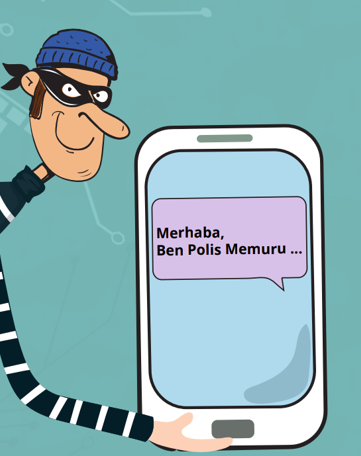 Merhaba,
Ben Polis Memuru ...